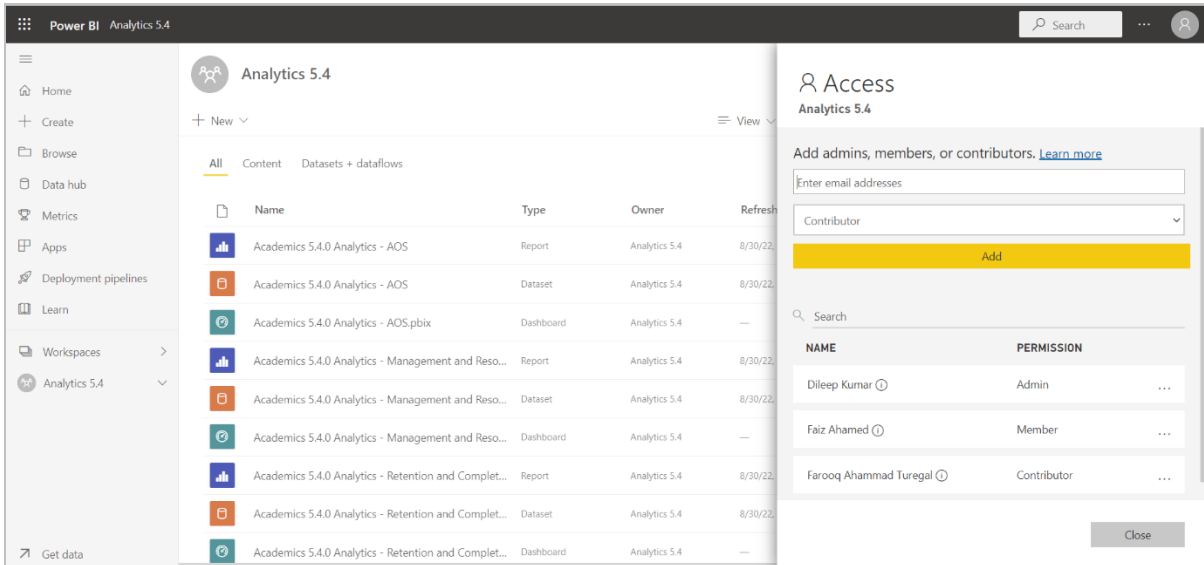 Power BI Analytics 5.4 Search ...
Home
Create
Browse
Data hub
Metrics
Apps
Deployment pipelines
Learn
Workspaces
Analytics 5.4
Get data
Analytics 5.4
New View
All Content Datasets + dataflows
Name Type Owner Refresh
Academics 5.4.0 Analytics - AOS Report Analytics 5.4 8/30/22,
Academics 5.4.0 Analytics - AOS Dataset Analytics 5.4 8/30/22,
Academics 5.4.0 Analytics - AOS.pbix Dashboard Analytics 5.4 —
Academics 5.4.0 Analytics - Management and Reso... Report Analytics 5.4 8/30/22,
Academics 5.4.0 Analytics - Management and Reso... Dataset Analytics 5.4 8/30/22,
Academics 5.4.0 Analytics - Management and Reso... Dashboard Analytics 5.4 —
Academics 5.4.0 Analytics - Retention and Complet... Report Analytics 5.4 8/30/22,
Academics 5.4.0 Analytics - Retention and Complet... Dataset Analytics 5.4 8/30/22,
Academics 5.4.0 Analytics - Retention and Complet... Dashboard Analytics 5.4 —
Access
Analytics 5.4
Add admins, members, or contributors. Learn more
Enter email addresses
Contributor
Add
Search
NAME PERMISSION
Dileep Kumar Admin ...
Faiz Ahamed Member ...
Farooq Ahammad Turegal Contributor ...
Close